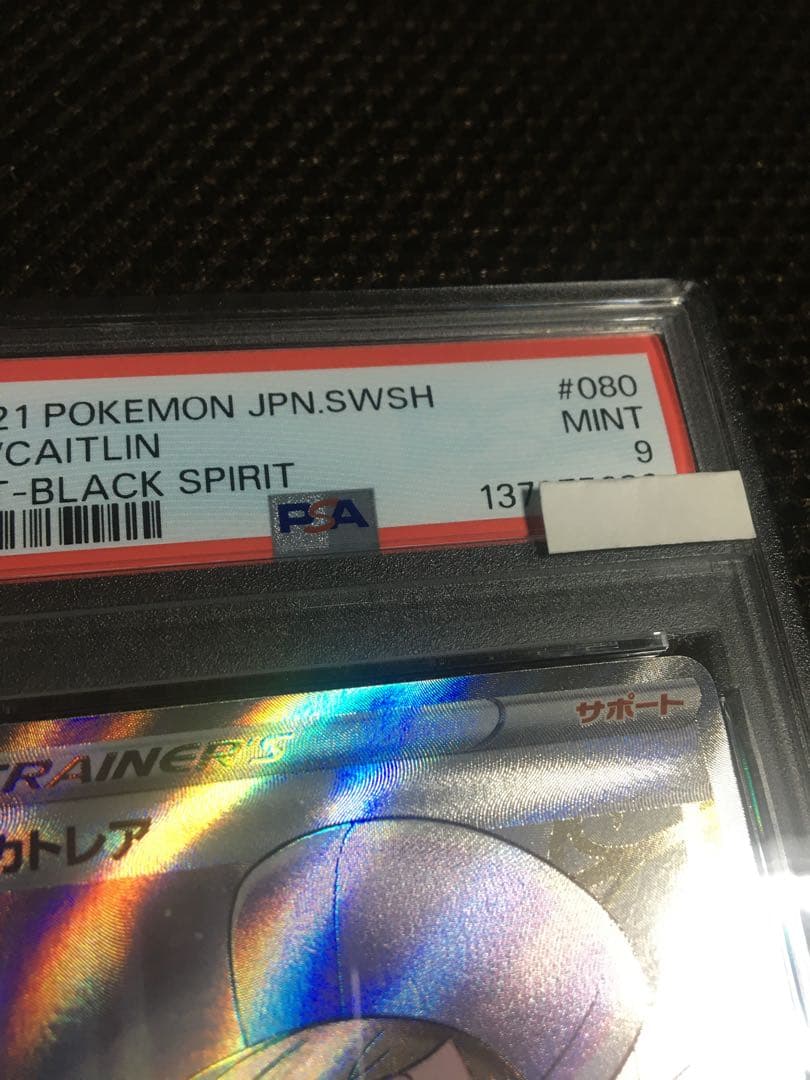 21 POKEMON JPN.SWSH #080
/CAITLIN MINT
T-BLACK SPIRIT 9
PSA
137
TRAINER'S サポート
カトレア